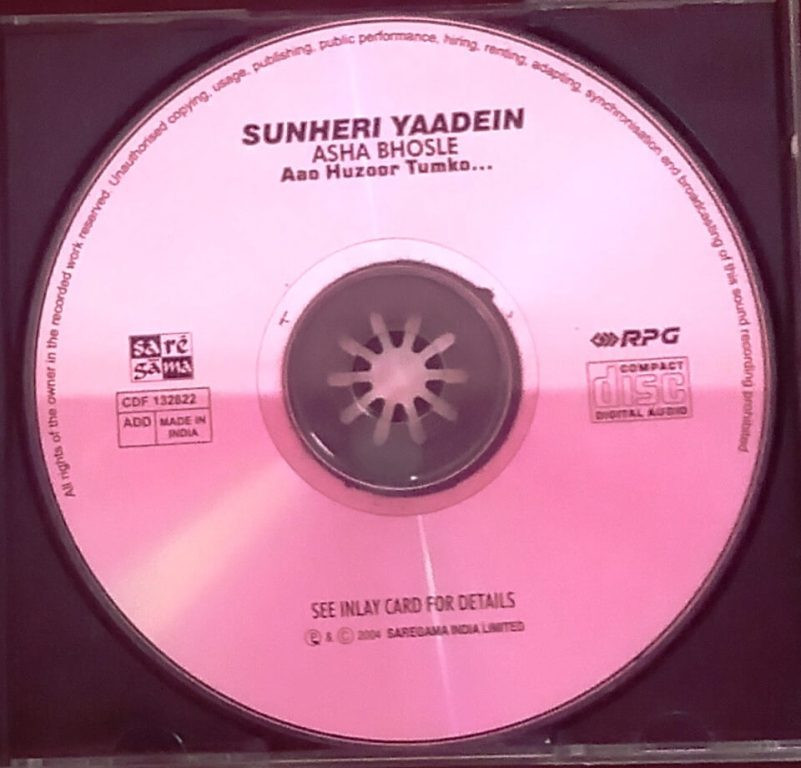 All rights of the owner in the recorded work reserved. Unauthorised copying, usage, publishing, public performance, hiring, renting, adapting, synchronisation and broadcasting of this sound recording prohibited
SUNHERI YAADEIN
ASHA BHOSLE
Aao Huzoor Tumko...
sa rē
gā ma
RPG
COMPACT
disc
DIGITAL AUDIO
CDF 132822
ADD MADE IN
INDIA
SEE INLAY CARD FOR DETAILS
℗ & © 2004 SAREGAMA INDIA LIMITED